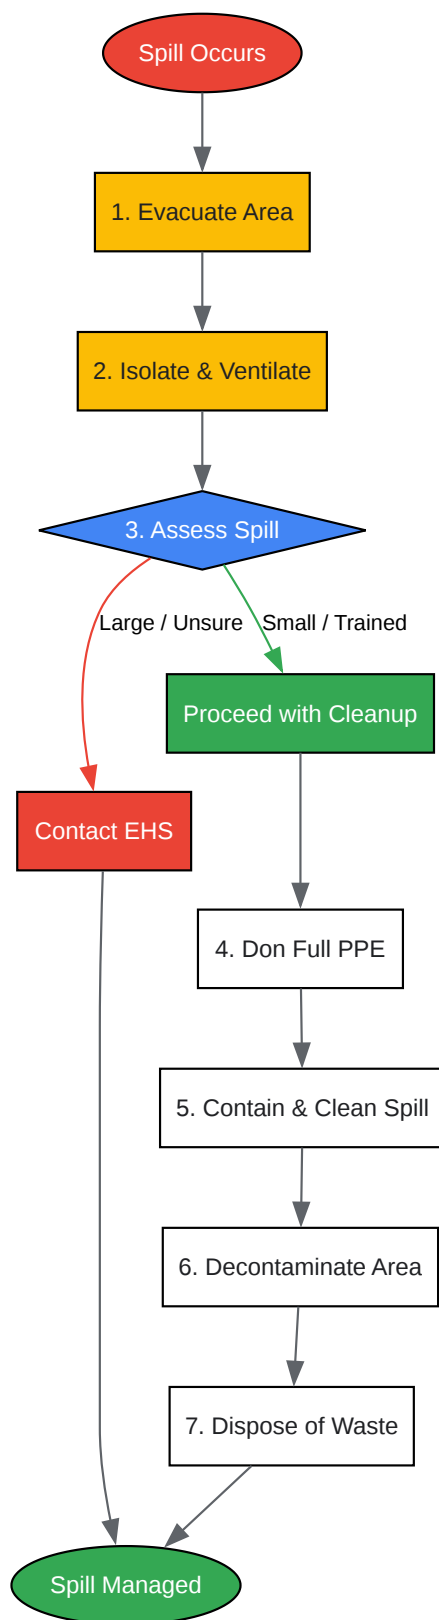 Spill Occurs
1. Evacuate Area
2. Isolate & Ventilate
3. Assess Spill
Large / Unsure
Small / Trained
Proceed with Cleanup
Contact EHS
4. Don Full PPE
5. Contain & Clean Spill
6. Decontaminate Area
7. Dispose of Waste
Spill Managed